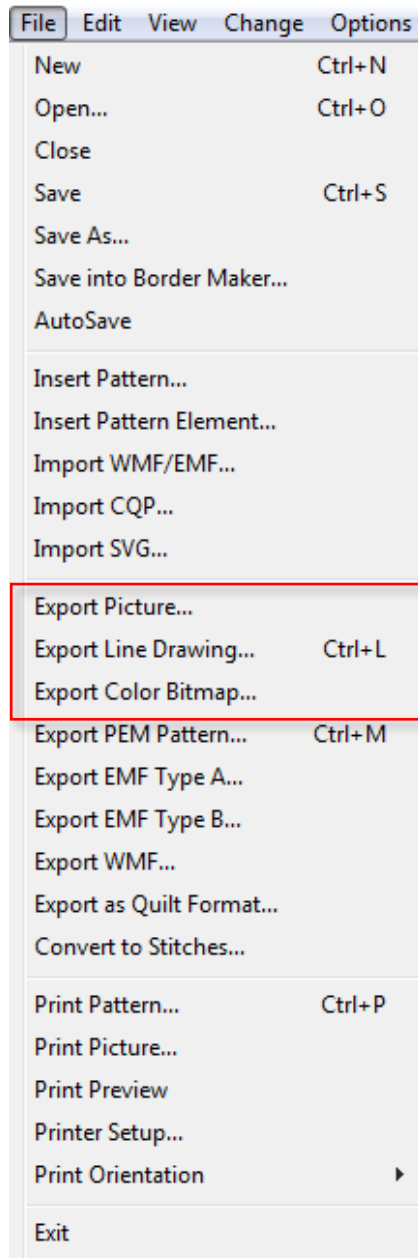 File Edit View Change Options
New Ctrl+N
Open... Ctrl+O
Close
Save Ctrl+S
Save As...
Save into Border Maker...
AutoSave
Insert Pattern...
Insert Pattern Element...
Import WMF/EMF...
Import CQP...
Import SVG...
Export Picture...
Export Line Drawing... Ctrl+L
Export Color Bitmap...
Export PEM Pattern... Ctrl+M
Export EMF Type A...
Export EMF Type B...
Export WMF...
Export as Quilt Format...
Convert to Stitches...
Print Pattern... Ctrl+P
Print Picture...
Print Preview
Printer Setup...
Print Orientation
Exit